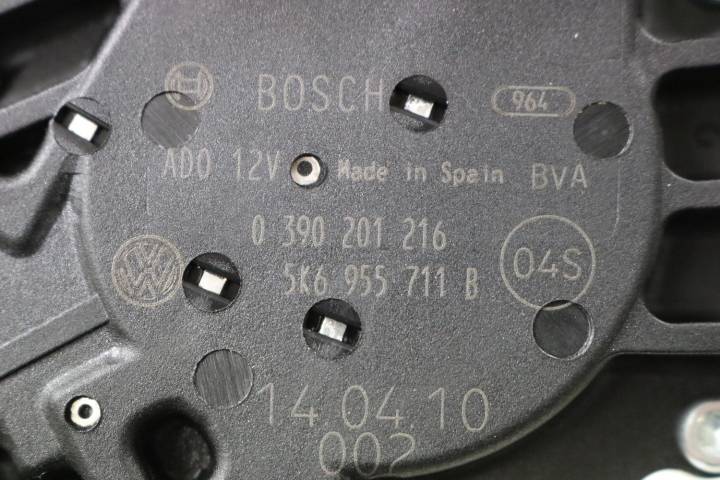 BOSCH 964
AD0 12V Made in Spain BVA
0 390 201 216
5K6 955 711 B 04S
14.04.10
002